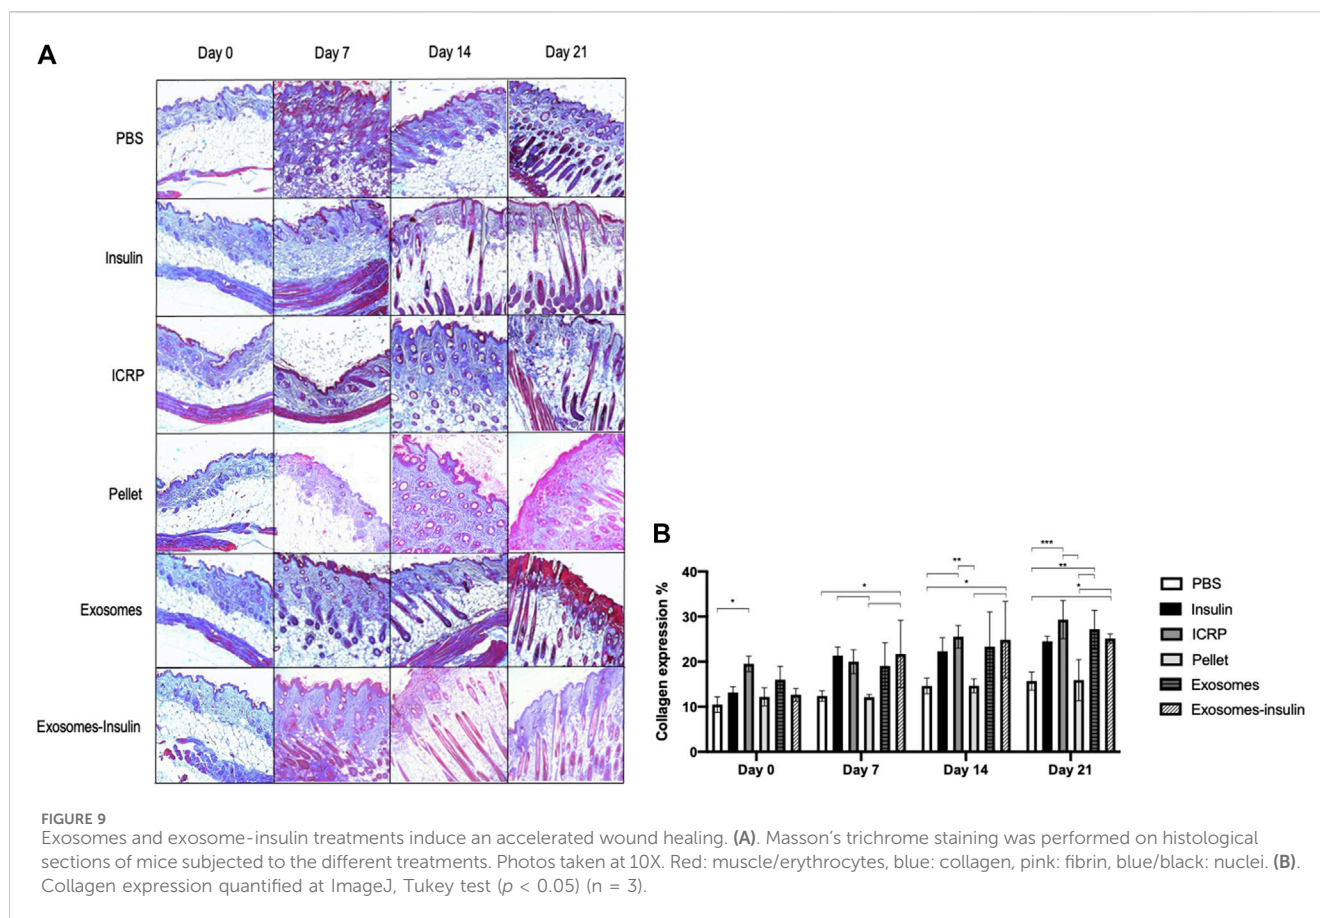 A
Day 0
Day 7
Day 14
Day 21
PBS
Insulin
ICRP
Pellet
Exosomes
Exosomes-Insulin
B
Collagen expression %
40
30
20
10
0
*
*
**
*
***
**
*
Day 0
Day 7
Day 14
Day 21
PBS
Insulin
ICRP
Pellet
Exosomes
Exosomes-insulin
FIGURE 9
Exosomes and exosome-insulin treatments induce an accelerated wound healing. (A). Masson’s trichrome staining was performed on histological
sections of mice subjected to the different treatments. Photos taken at 10X. Red: muscle/erythrocytes, blue: collagen, pink: fibrin, blue/black: nuclei. (B).
Collagen expression quantified at ImageJ, Tukey test (p < 0.05) (n = 3).